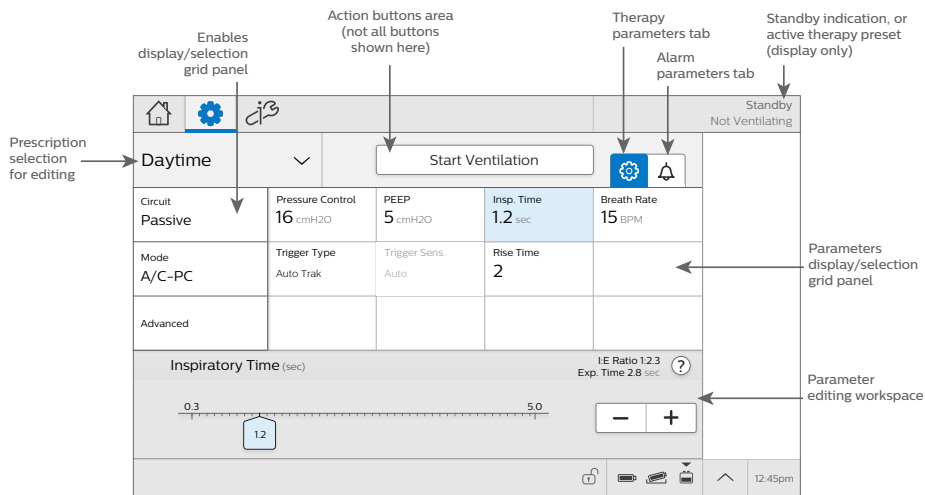 Action buttons area
(not all buttons
shown here)
Therapy
parameters tab
Standby indication, or
active therapy preset
(display only)
Enables
display/selection
grid panel
Alarm
parameters tab
Standby
Not Ventilating
Prescription
selection
for editing
Daytime
Start Ventilation
Circuit
Passive
Pressure Control
16 cmH2O
PEEP
5 cmH2O
Insp. Time
1.2 sec
Breath Rate
15 BPM
Mode
A/C-PC
Trigger Type
Auto Trak
Trigger Sens.
Auto
Rise Time
2
Parameters
display/selection
grid panel
Advanced
Inspiratory Time (sec)
I:E Ratio 1:2.3
Exp. Time 2.8 sec
?
Parameter
editing workspace
0.3
5.0
1.2
12:45pm